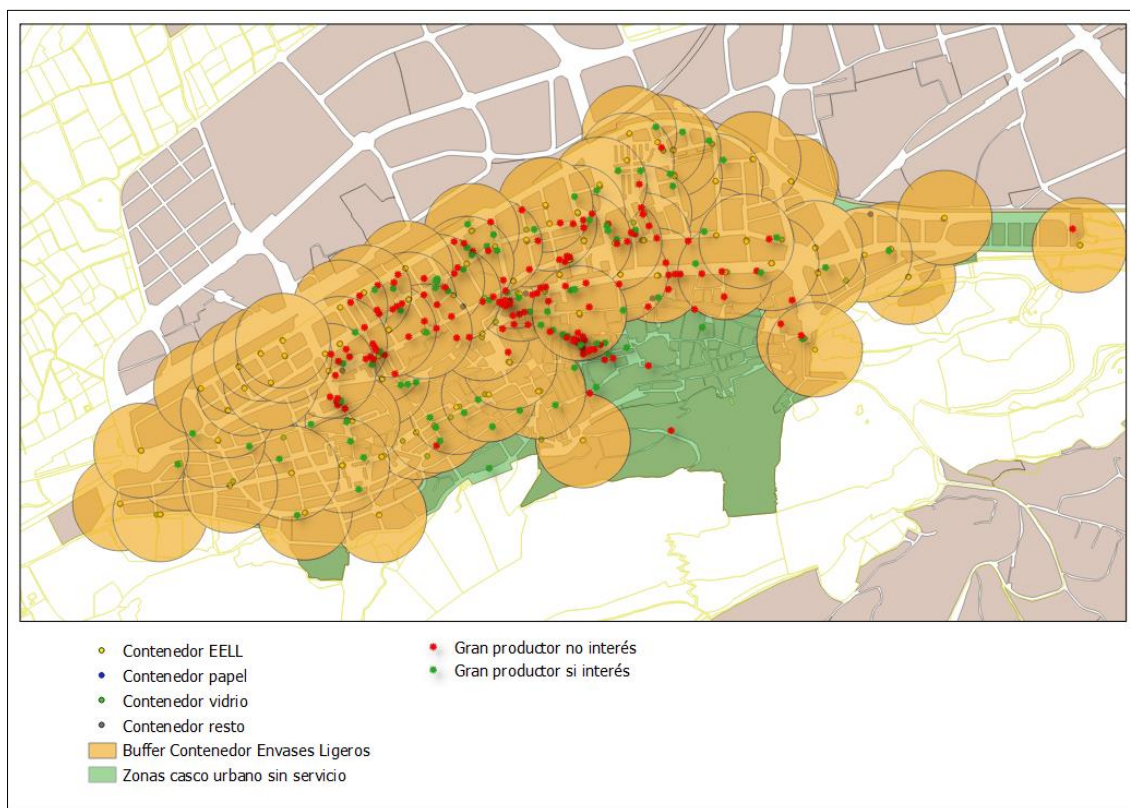 Contenedor EELL
Contenedor papel
Contenedor vidrio
Contenedor resto
Buffer Contenedor Envases Ligeros
Zonas casco urbano sin servicio
Gran productor no interés
Gran productor si interés